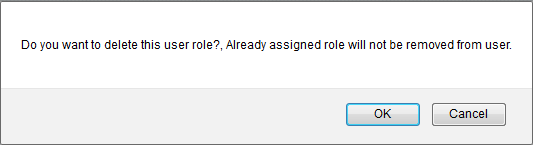 Do you want to delete this user role?, Already assigned role will not be removed from user.
OK
Cancel